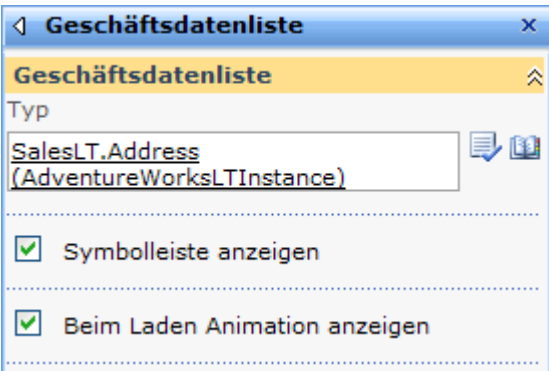 Geschäftsdatenliste
Geschäftsdatenliste
Typ
SalesLT.Address
(AdventureWorksLTInstance)
Symbolleiste anzeigen
Beim Laden Animation anzeigen